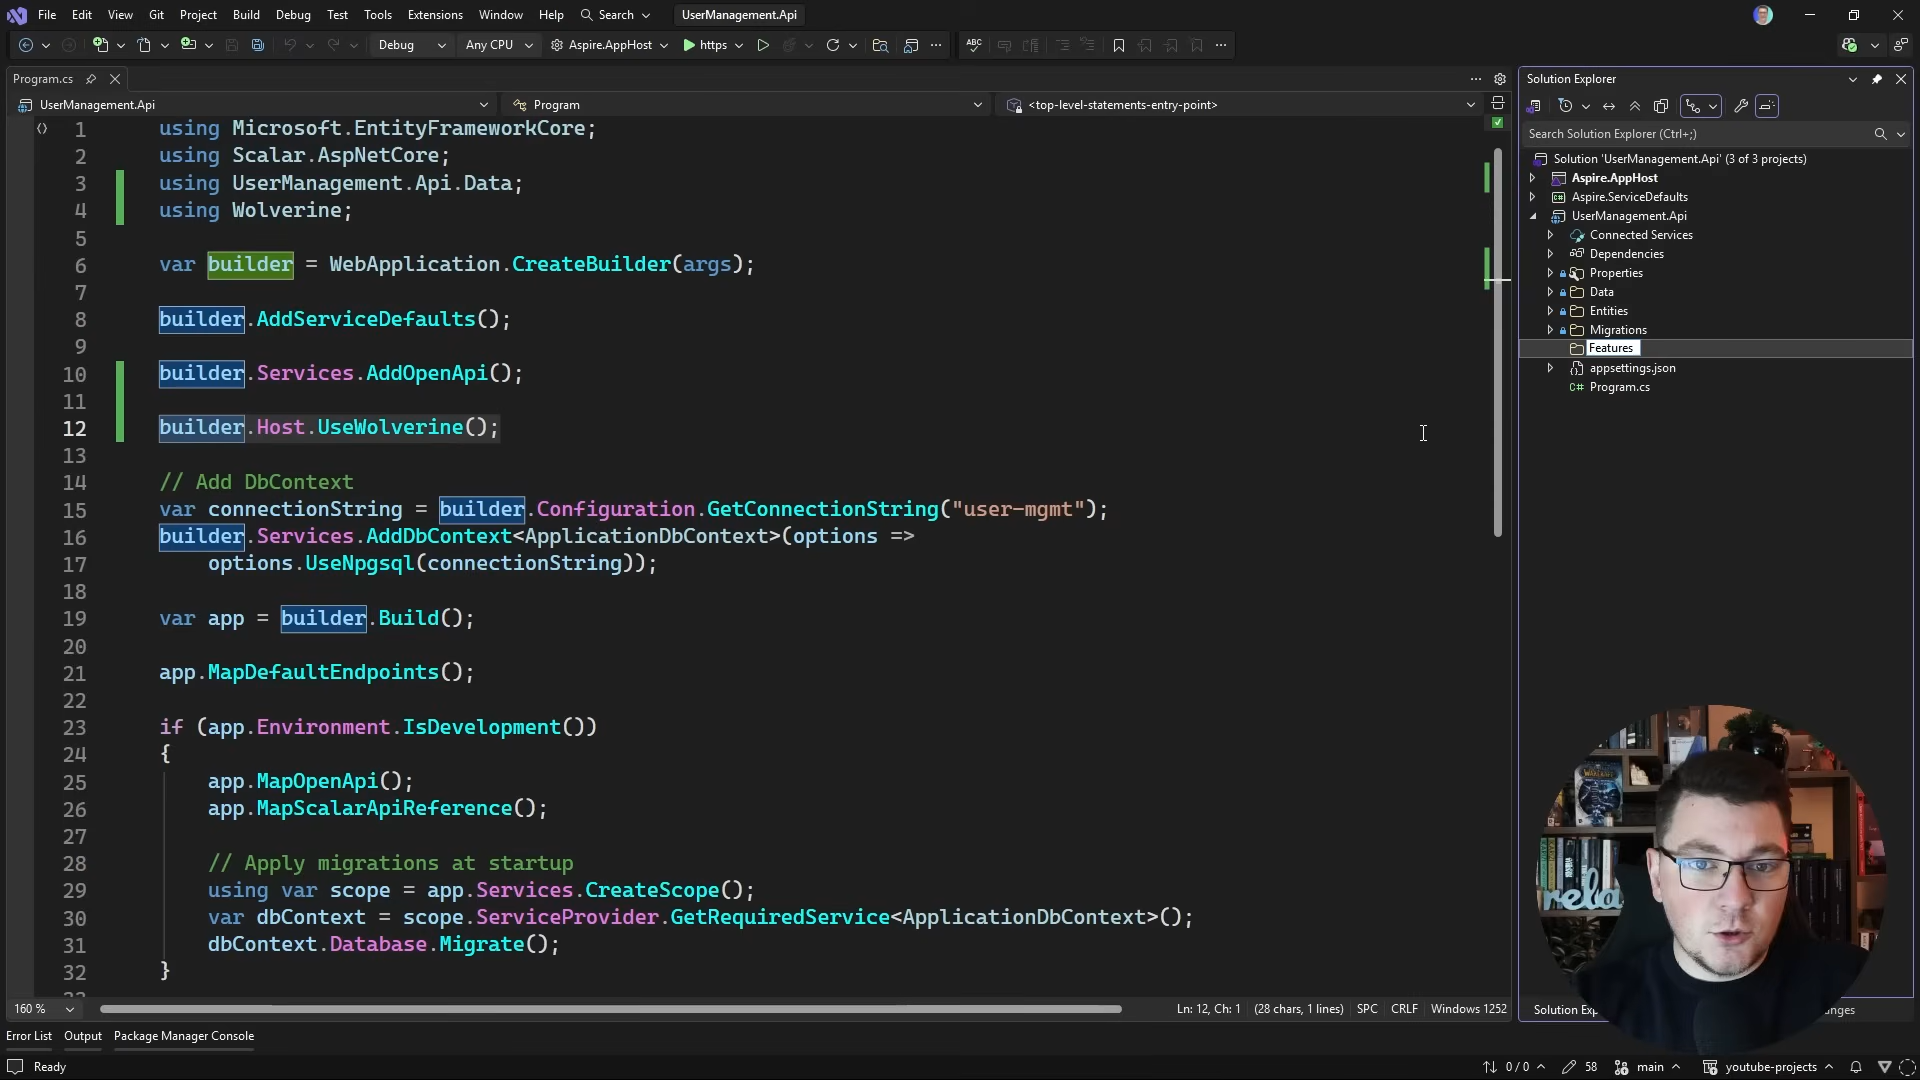 File Edit View Git Project Build Debug Test Tools Extensions Window Help Search UserManagement.Api
Debug Any CPU Aspire.AppHost https
Program.cs
UserManagement.Api Program <top-level-statements-entry-point>
1 using Microsoft.EntityFrameworkCore;
2 using Scalar.AspNetCore;
3 using UserManagement.Api.Data;
4 using Wolverine;
5
6 var builder = WebApplication.CreateBuilder(args);
7
8 builder.AddServiceDefaults();
9
10 builder.Services.AddOpenApi();
11
12 builder.Host.UseWolverine();
13
14 // Add DbContext
15 var connectionString = builder.Configuration.GetConnectionString("user-mgmt");
16 builder.Services.AddDbContext<ApplicationDbContext>(options =>
17 options.UseNpgsql(connectionString));
18
19 var app = builder.Build();
20
21 app.MapDefaultEndpoints();
22
23 if (app.Environment.IsDevelopment())
24 {
25 app.MapOpenApi();
26 app.MapScalarApiReference();
27
28 // Apply migrations at startup
29 using var scope = app.Services.CreateScope();
30 var dbContext = scope.ServiceProvider.GetRequiredService<ApplicationDbContext>();
31 dbContext.Database.Migrate();
32 }
160 % Ln: 12, Ch: 1 (28 chars, 1 lines) SPC CRLF Windows 1252
Solution Explorer
Search Solution Explorer (Ctrl+;)
Solution 'UserManagement.Api' (3 of 3 projects)
Aspire.AppHost
Aspire.ServiceDefaults
UserManagement.Api
Connected Services
Dependencies
Properties
Data
Entities
Migrations
Features
appsettings.json
C# Program.cs
Solution
Error List Output Package Manager Console
Ready 0 / 0 58 main youtube-projects